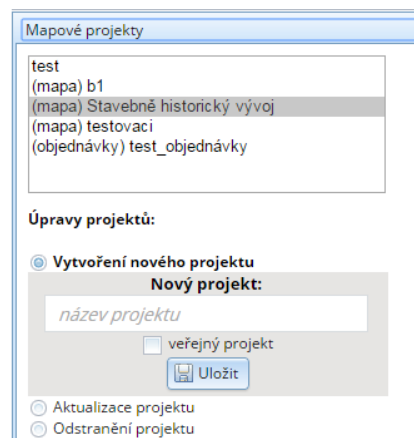 Mapové projekty
test
(mapa) b1
(mapa) Stavebně historický vývoj
(mapa) testovaci
(objednávky) test_objednávky
Úpravy projektů:
Vytvoření nového projektu
Nový projekt:
název projektu
veřejný projekt
Uložit
Aktualizace projektu
Odstranění projektu